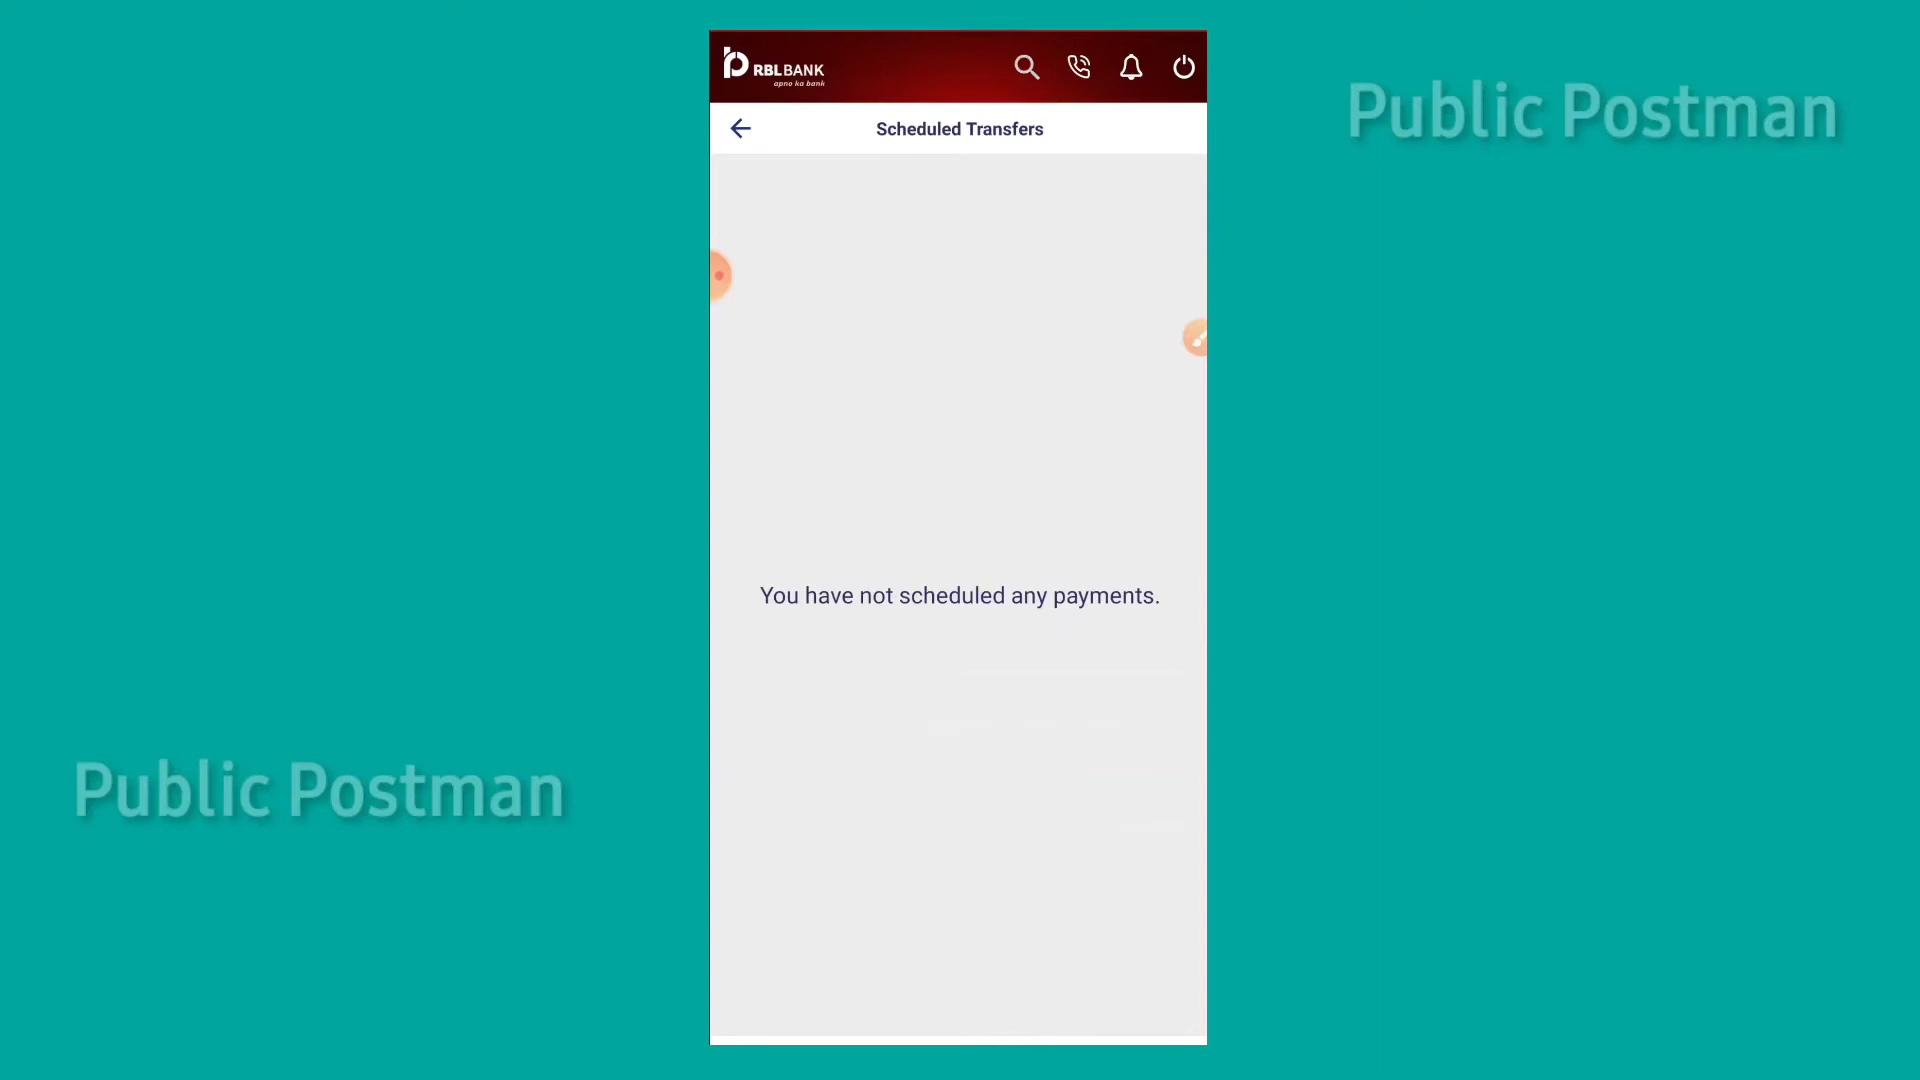 RBLBANK
apno ka bank
Scheduled Transfers
Public Postman
You have not scheduled any payments.
Public Postman